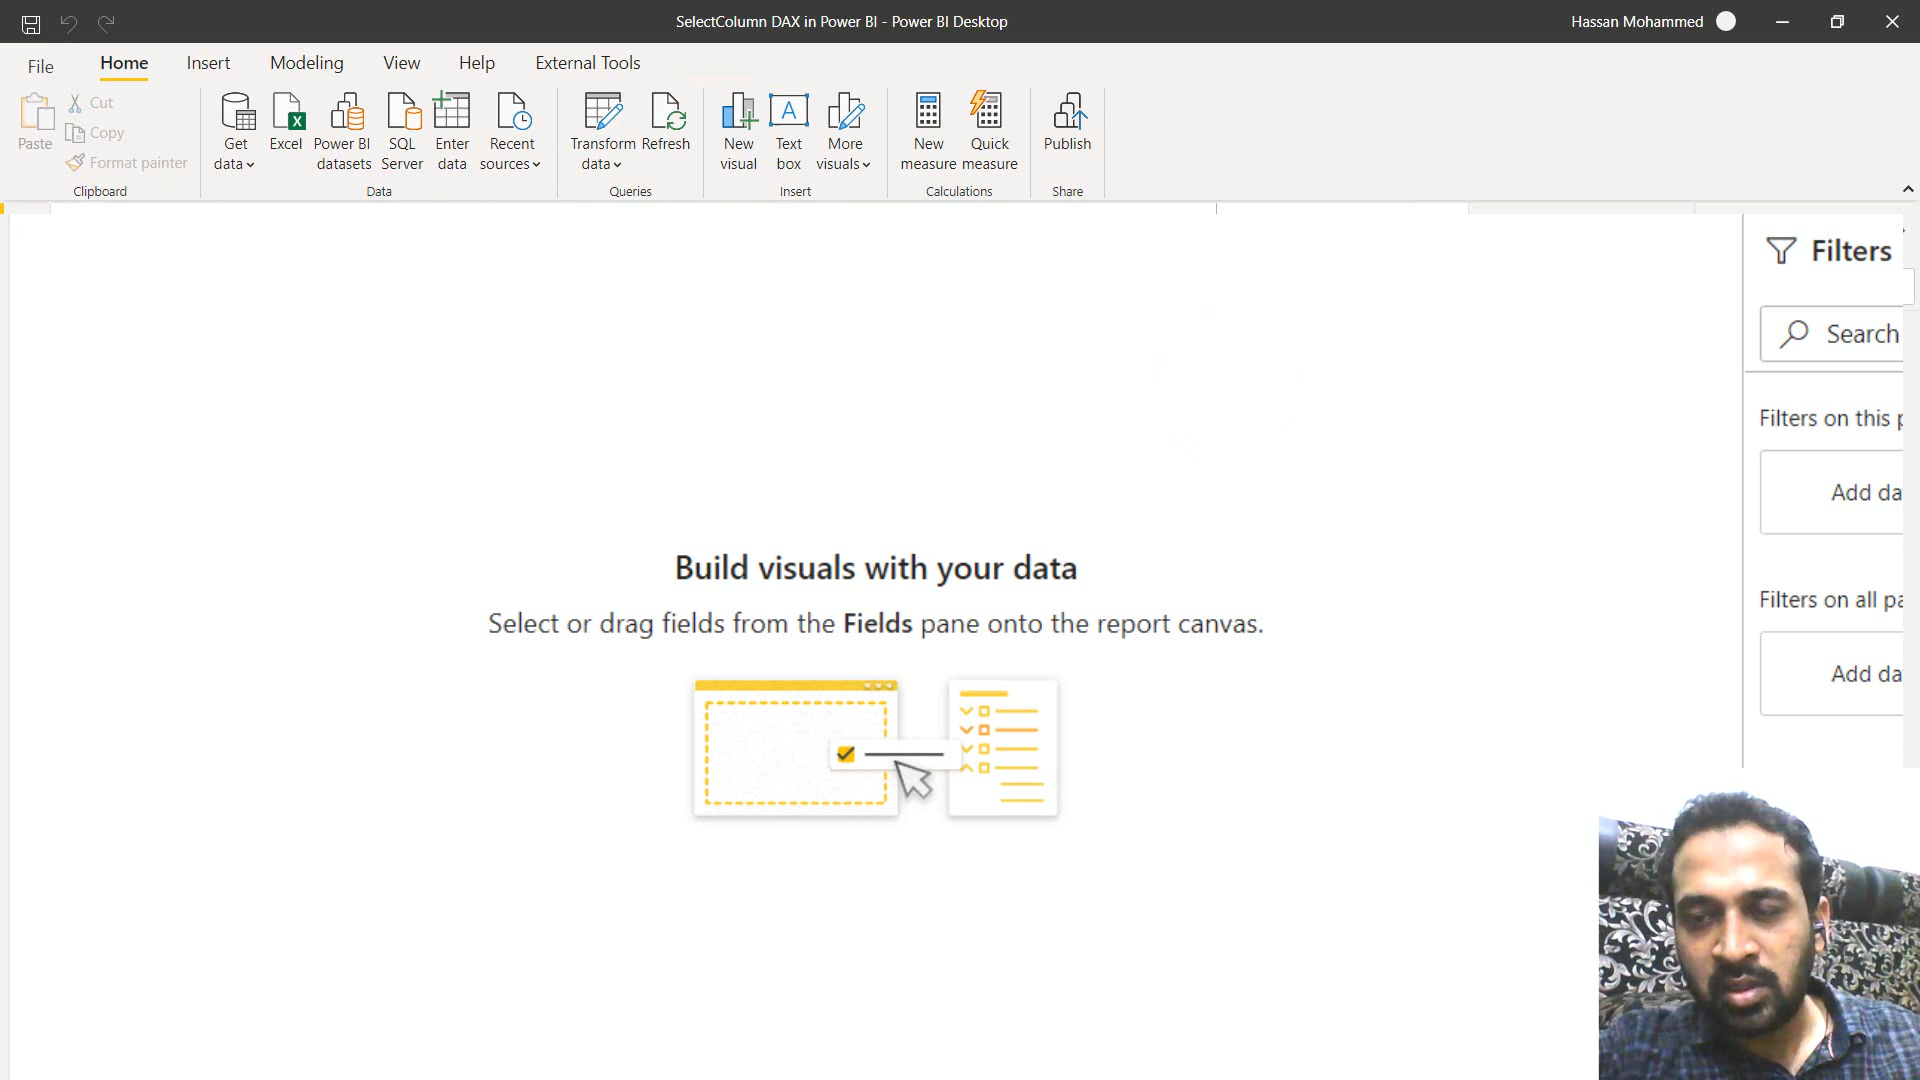 SelectColumn DAX in Power BI - Power BI Desktop
Hassan Mohammed
File
Home
Insert
Modeling
View
Help
External Tools
Paste
Cut
Copy
Format painter
Clipboard
Get data
Excel
Power BI datasets
SQL Server
Enter data
Recent sources
Data
Transform data
Refresh
Queries
New visual
Text box
More visuals
Insert
New measure
Quick measure
Calculations
Publish
Share
Filters
Search
Filters on this p
Add da
Filters on all pa
Add da
Build visuals with your data
Select or drag fields from the Fields pane onto the report canvas.